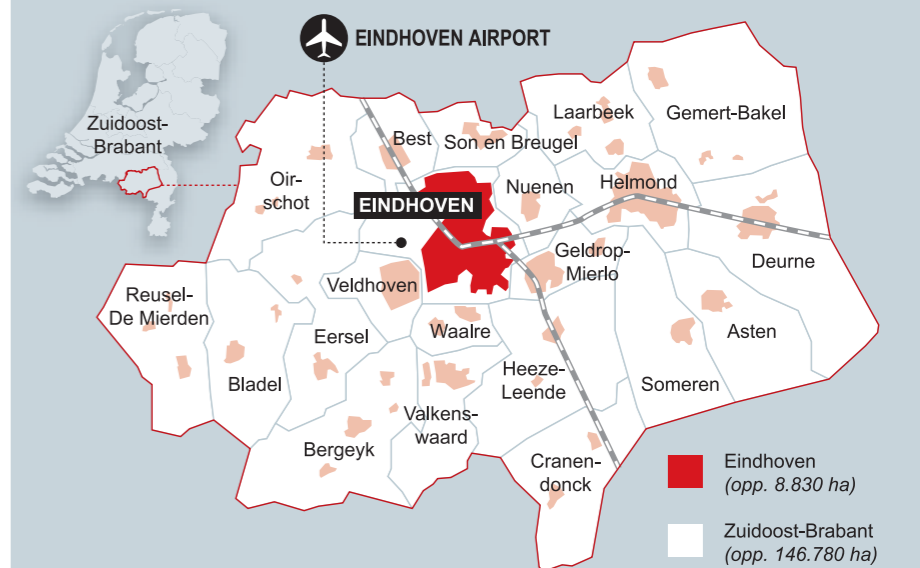 EINDHOVEN AIRPORT
Zuidoost-
Brabant
Laarbeek
Gemert-Bakel
Best
Son en Breugel
Oir-
schot
Nuenen
Helmond
EINDHOVEN
Geldrop-
Mierlo
Deurne
Veldhoven
Reusel-
De Mierden
Eersel
Waalre
Asten
Bladel
Heeze-
Leende
Someren
Valkens-
waard
Bergeyk
Cranen-
donck
Eindhoven
(opp. 8.830 ha)
Zuidoost-Brabant
(opp. 146.780 ha)